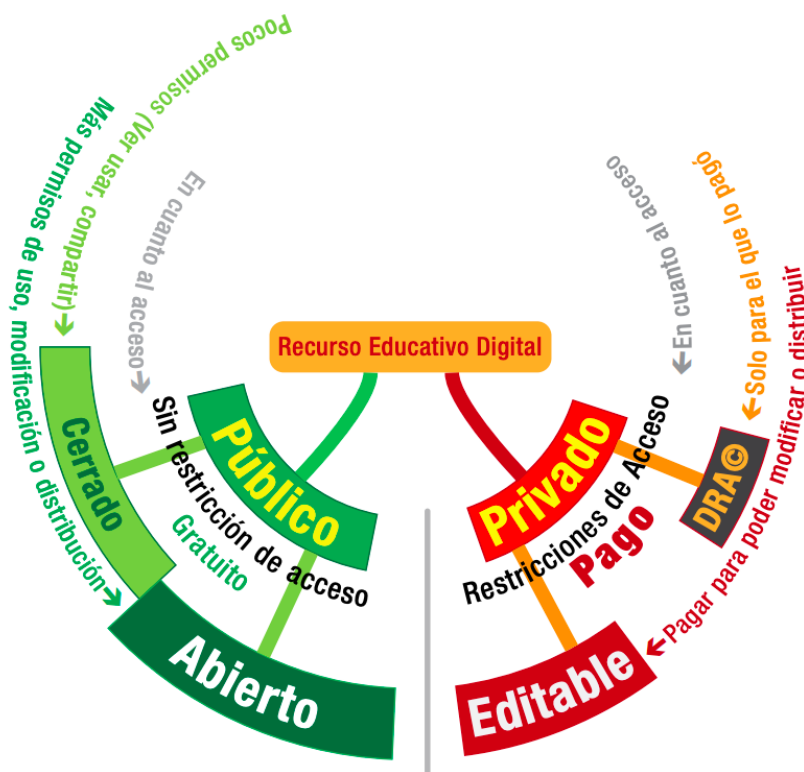 Recurso Educativo Digital
Público
En cuanto al acceso→
Sin restricción de acceso
Gratuito
Cerrado
Pocos permisos (Ver usar, compartir)→
Abierto
Más permisos de uso, modificación o distribución→
Privado
←En cuanto al acceso
Restricciones de Acceso
Pago
DRA©
←Solo para el que lo pagó
Editable
←Pagar para poder modificar o distribuir